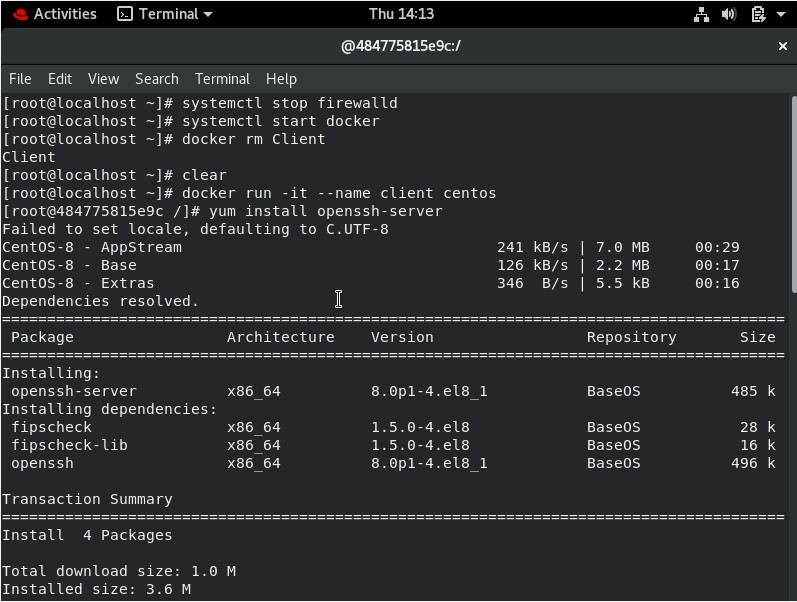 Activities Terminal Thu 14:13
@484775815e9c:/
File Edit View Search Terminal Help
[root@localhost ~]# systemctl stop firewalld
[root@localhost ~]# systemctl start docker
[root@localhost ~]# docker rm Client
Client
[root@localhost ~]# clear
[root@localhost ~]# docker run -it --name client centos
[root@484775815e9c /]# yum install openssh-server
Failed to set locale, defaulting to C.UTF-8
CentOS-8 - AppStream                                   241 kB/s | 7.0 MB     00:29
CentOS-8 - Base                                        126 kB/s | 2.2 MB     00:17
CentOS-8 - Extras                                      346  B/s | 5.5 kB     00:16
Dependencies resolved.
=======================================================================================
 Package                 Architecture    Version                 Repository       Size
=======================================================================================
Installing:
 openssh-server          x86_64          8.0p1-4.el8_1           BaseOS          485 k
Installing dependencies:
 fipscheck               x86_64          1.5.0-4.el8             BaseOS           28 k
 fipscheck-lib           x86_64          1.5.0-4.el8             BaseOS           16 k
 openssh                 x86_64          8.0p1-4.el8_1           BaseOS          496 k
Transaction Summary
=======================================================================================
Install  4 Packages
Total download size: 1.0 M
Installed size: 3.6 M